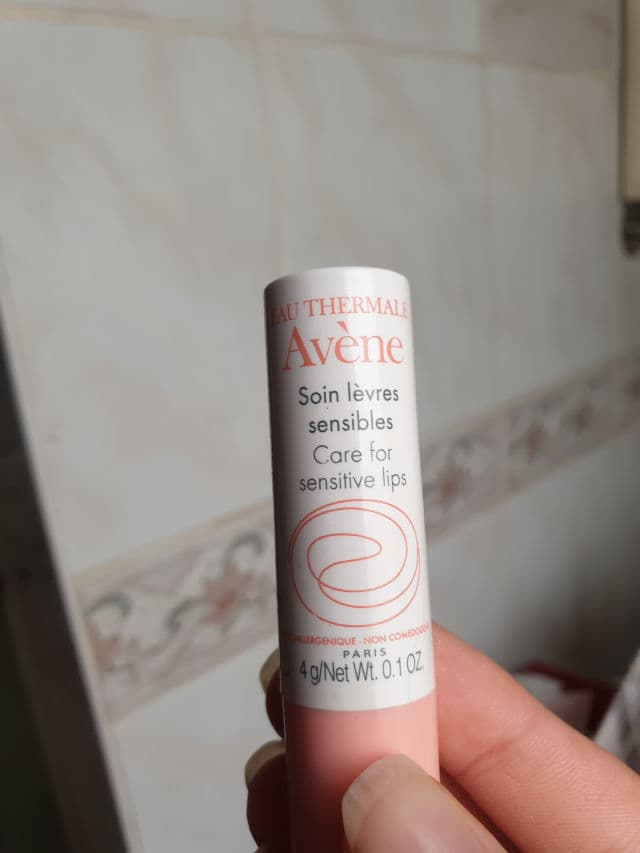 EAU THERMALE
Avène
Soin lèvres
sensibles
Care for
sensitive lips
PARIS
4 g/Net Wt. 0.1 OZ.